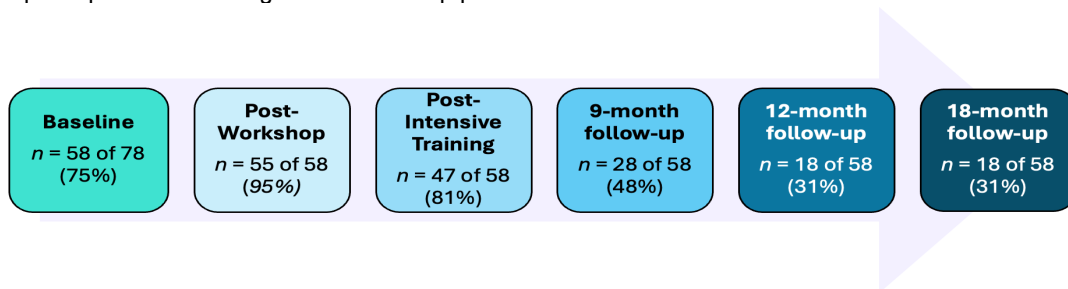 Baseline
n = 58 of 78
(75%)
Post-
Workshop
n = 55 of 58
(95%)
Post-
Intensive
Training
n = 47 of 58
(81%)
9-month
follow-up
n = 28 of 58
(48%)
12-month
follow-up
n = 18 of 58
(31%)
18-month
follow-up
n = 18 of 58
(31%)